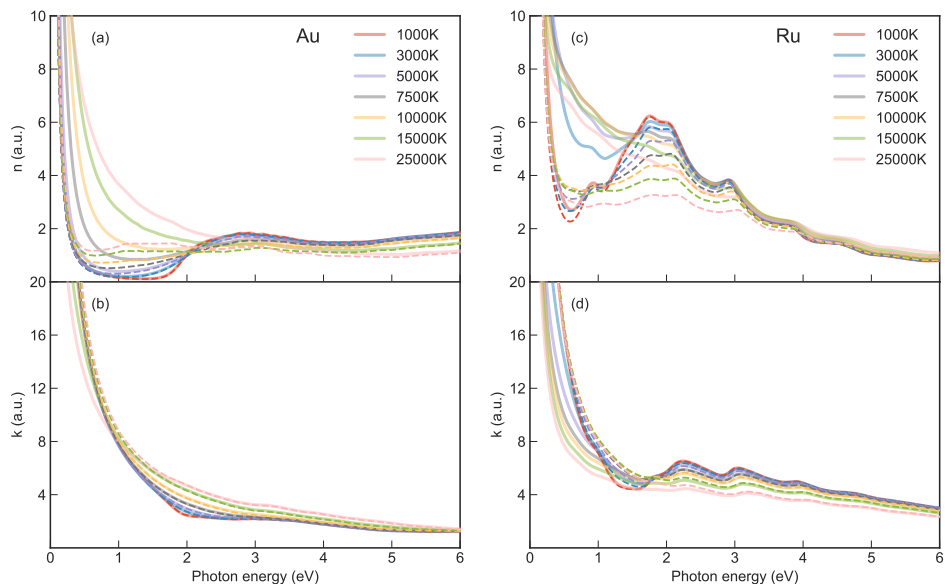 10
8
6
4
2
n (a.u.)
(a)
Au
1000K
3000K
5000K
7500K
10000K
15000K
25000K
10
8
6
4
2
n (a.u.)
(c)
Ru
1000K
3000K
5000K
7500K
10000K
15000K
25000K
20
16
12
8
4
k (a.u.)
(b)
0 1 2 3 4 5 6
Photon energy (eV)
20
16
12
8
4
k (a.u.)
(d)
0 1 2 3 4 5 6
Photon energy (eV)